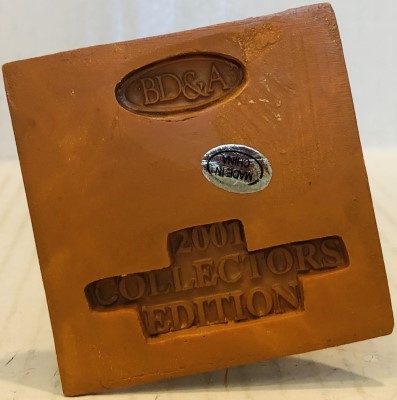 BD&A
MADE IN
CHINA
2001
COLLECTORS
EDITION